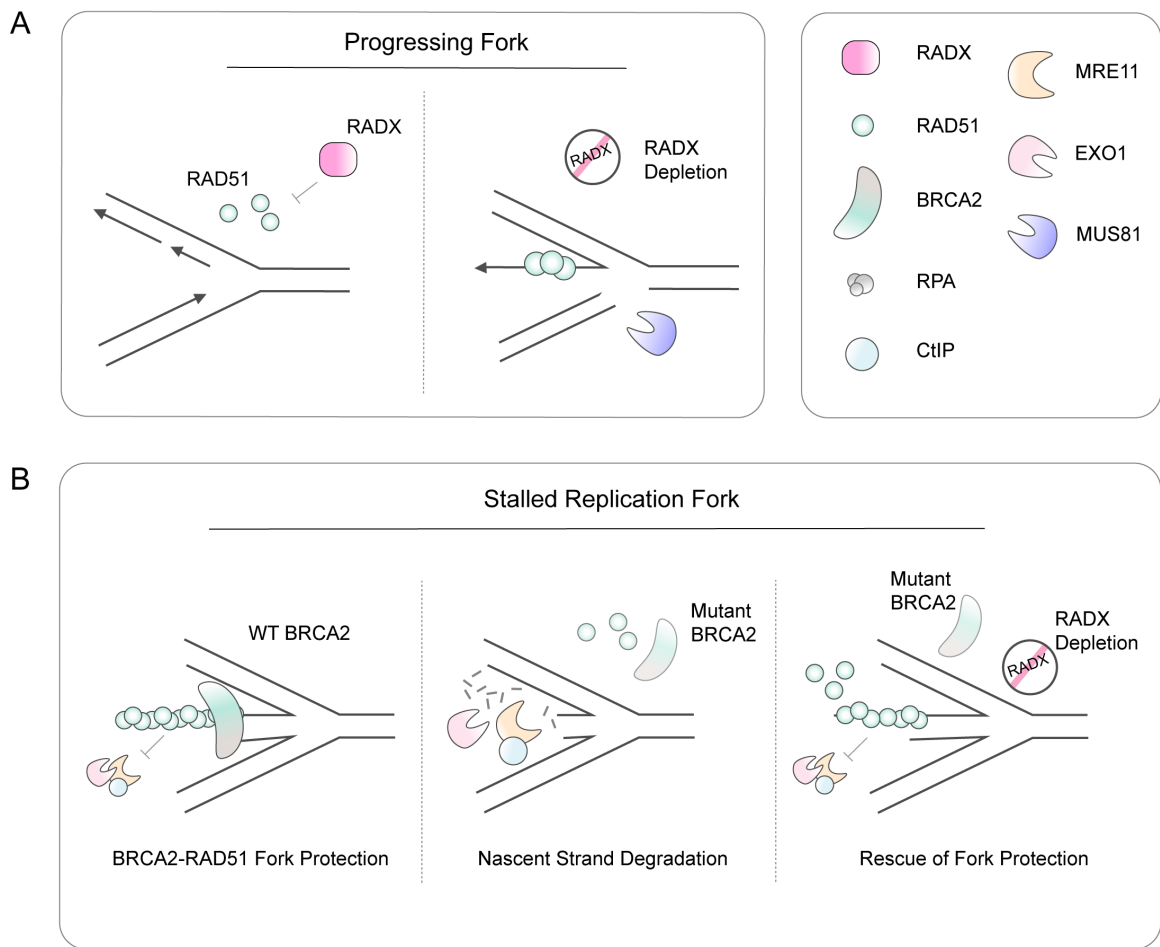 A
Progressing Fork
RADX
RAD51
RADX
RADX
Depletion
RADX
RAD51
BRCA2
RPA
CtIP
MRE11
EXO1
MUS81
B
Stalled Replication Fork
WT BRCA2
BRCA2-RAD51 Fork Protection
Mutant
BRCA2
Nascent Strand Degradation
Mutant
BRCA2
RADX
Depletion
RADX
Rescue of Fork Protection